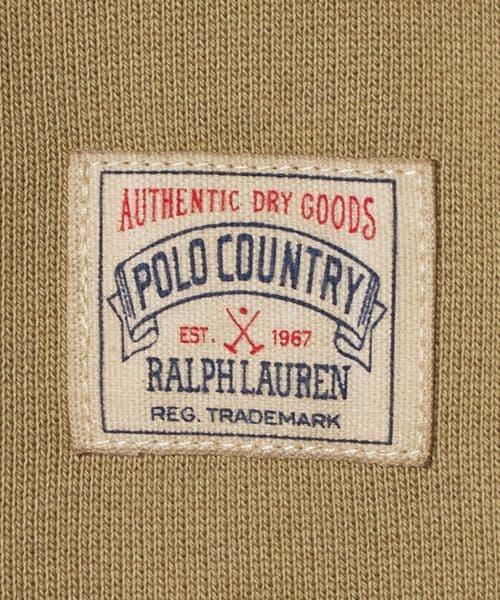 AUTHENTIC DRY GOODS
POLO COUNTRY
EST. 1967
RALPH LAUREN
REG. TRADEMARK